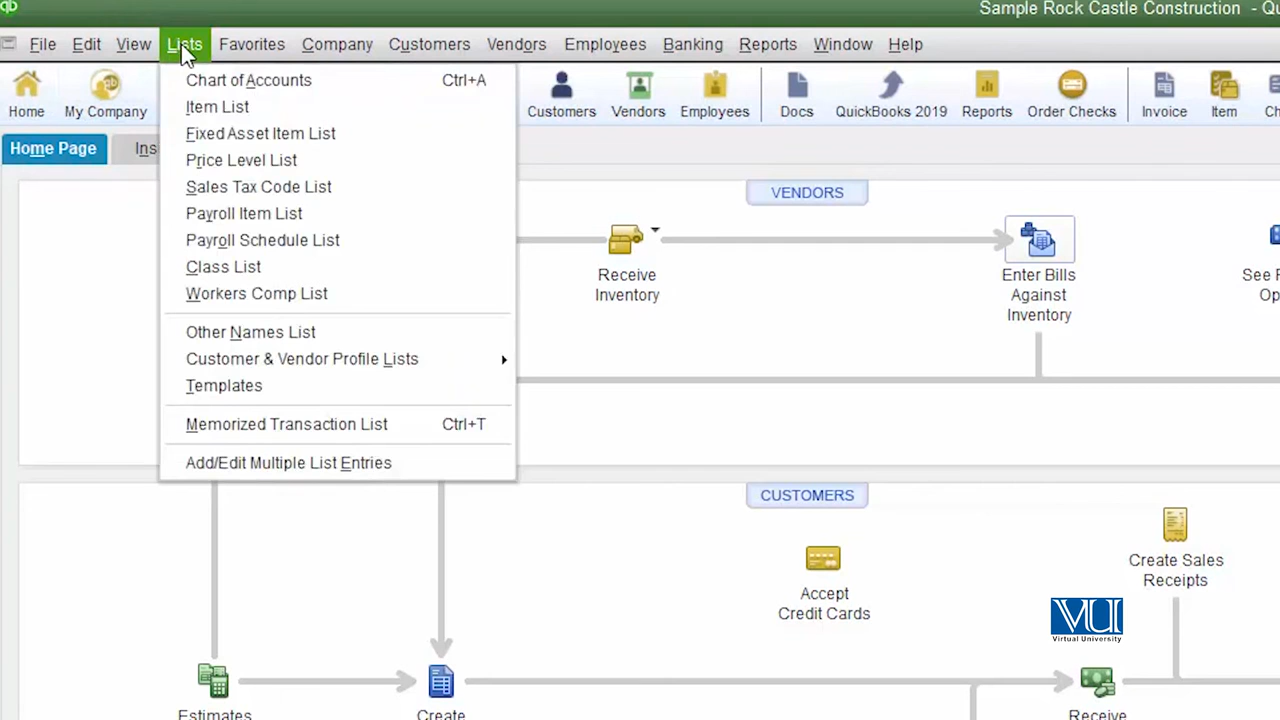 Sample Rock Castle Construction - Qu
File Edit View Lists Favorites Company Customers Vendors Employees Banking Reports Window Help
Home My Company Customers Vendors Employees Docs QuickBooks 2019 Reports Order Checks Invoice Item Ch
Home Page Ins
Chart of Accounts Ctrl+A
Item List
Fixed Asset Item List
Price Level List
Sales Tax Code List
Payroll Item List
Payroll Schedule List
Class List
Workers Comp List
Other Names List
Customer & Vendor Profile Lists
Templates
Memorized Transaction List Ctrl+T
Add/Edit Multiple List Entries
VENDORS
Receive
Inventory
Enter Bills
Against
Inventory
See
Op
CUSTOMERS
Accept
Credit Cards
Create Sales
Receipts
VU
Virtual University
Estimates
Create
Receive